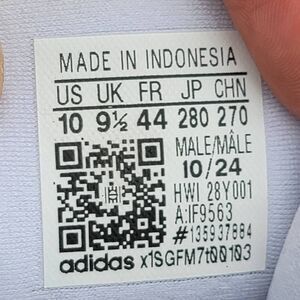 MADE IN INDONESIA
US UK FR JP CHN
10 9½ 44 280 270
MALE/MÂLE
10/24
HWI 28Y001
A:IF9563
#135937884
adidas x1SGFM7t00103